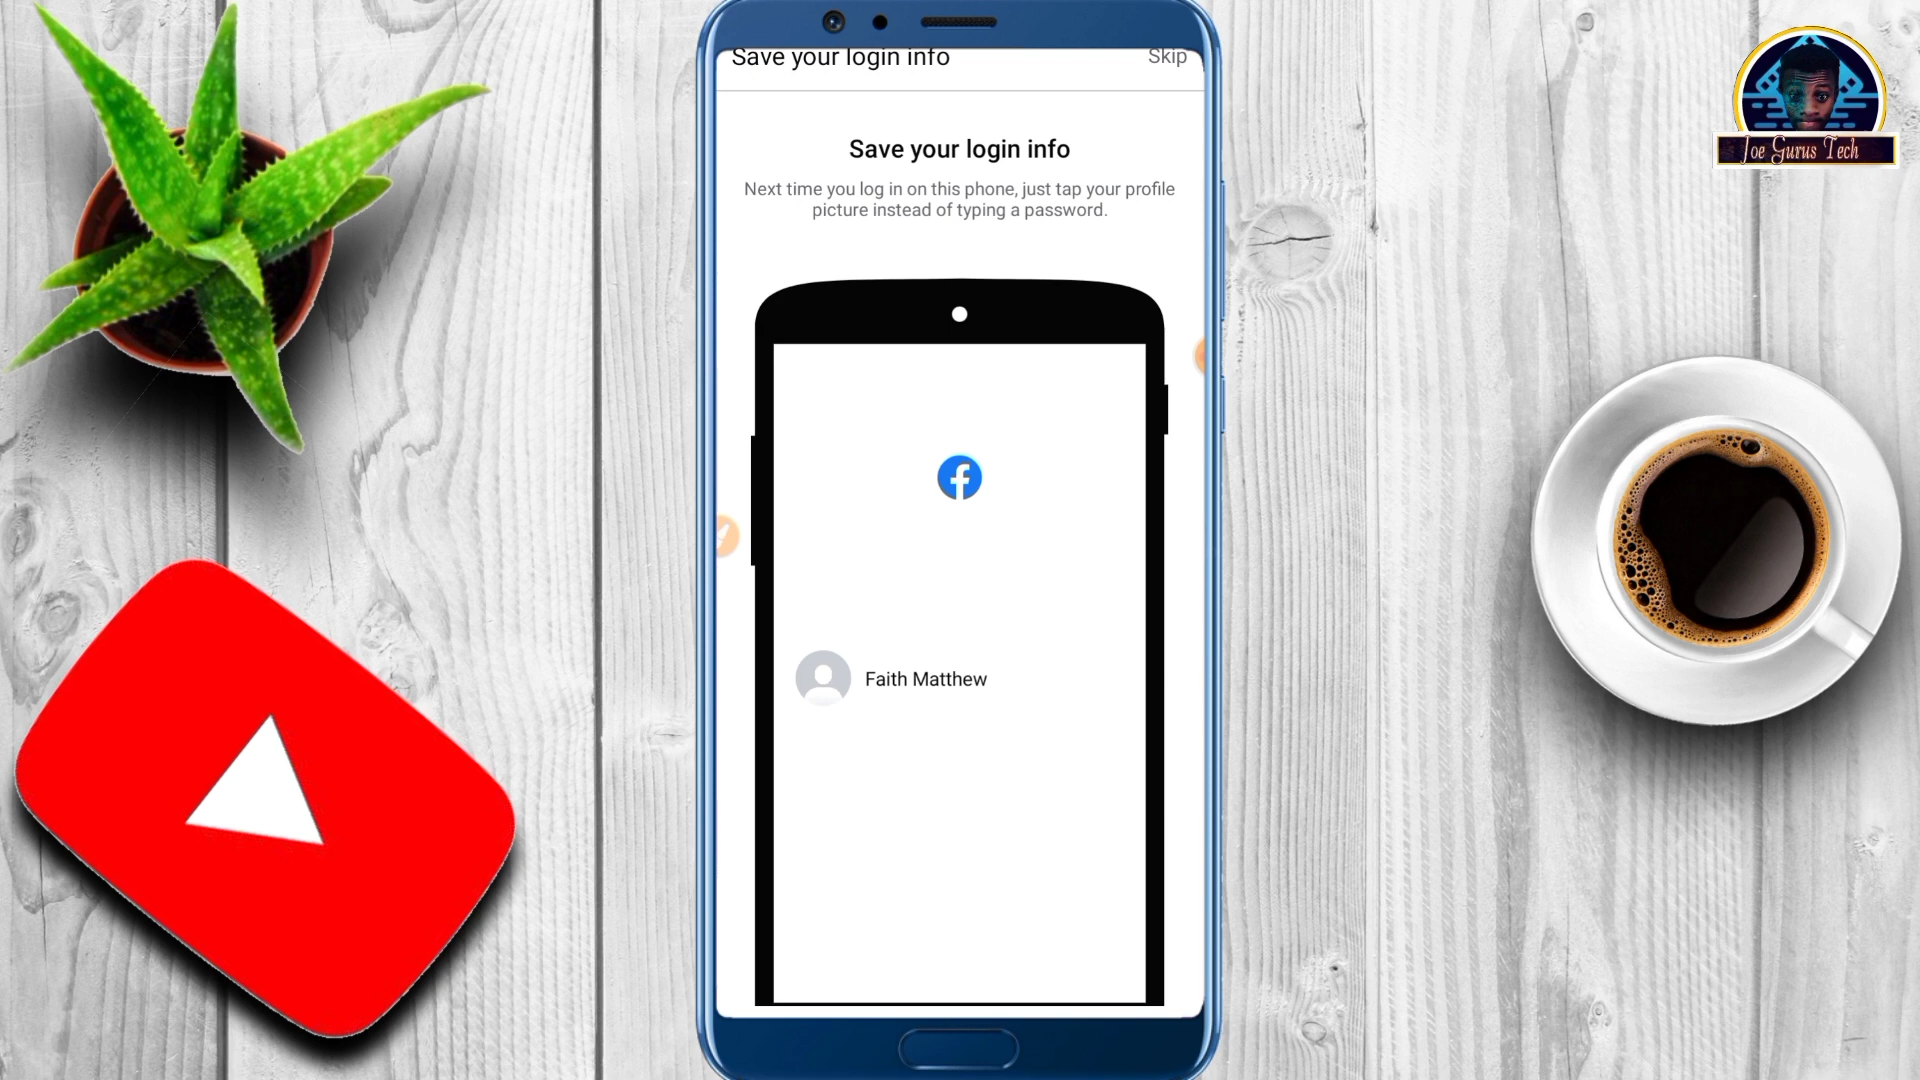 Save your login info
Skip
Joe Gurus Tech
Save your login info
Next time you log in on this phone, just tap your profile
picture instead of typing a password.
Faith Matthew